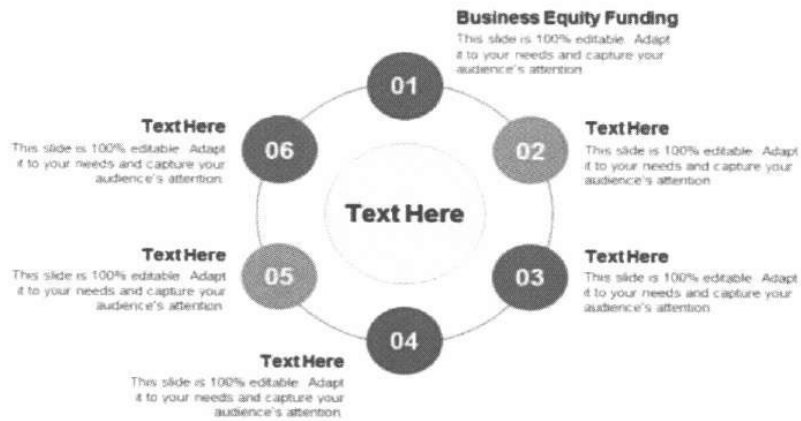 Business Equity Funding
This slide is 100% editable. Adapt
it to your needs and capture your
audience's attention.
01
Text Here
This slide is 100% editable. Adapt
it to your needs and capture your
audience's attention.
02
Text Here
This slide is 100% editable. Adapt
it to your needs and capture your
audience's attention.
03
Text Here
This slide is 100% editable. Adapt
it to your needs and capture your
audience's attention.
04
Text Here
This slide is 100% editable. Adapt
it to your needs and capture your
audience's attention.
05
Text Here
This slide is 100% editable. Adapt
it to your needs and capture your
audience's attention.
06
Text Here